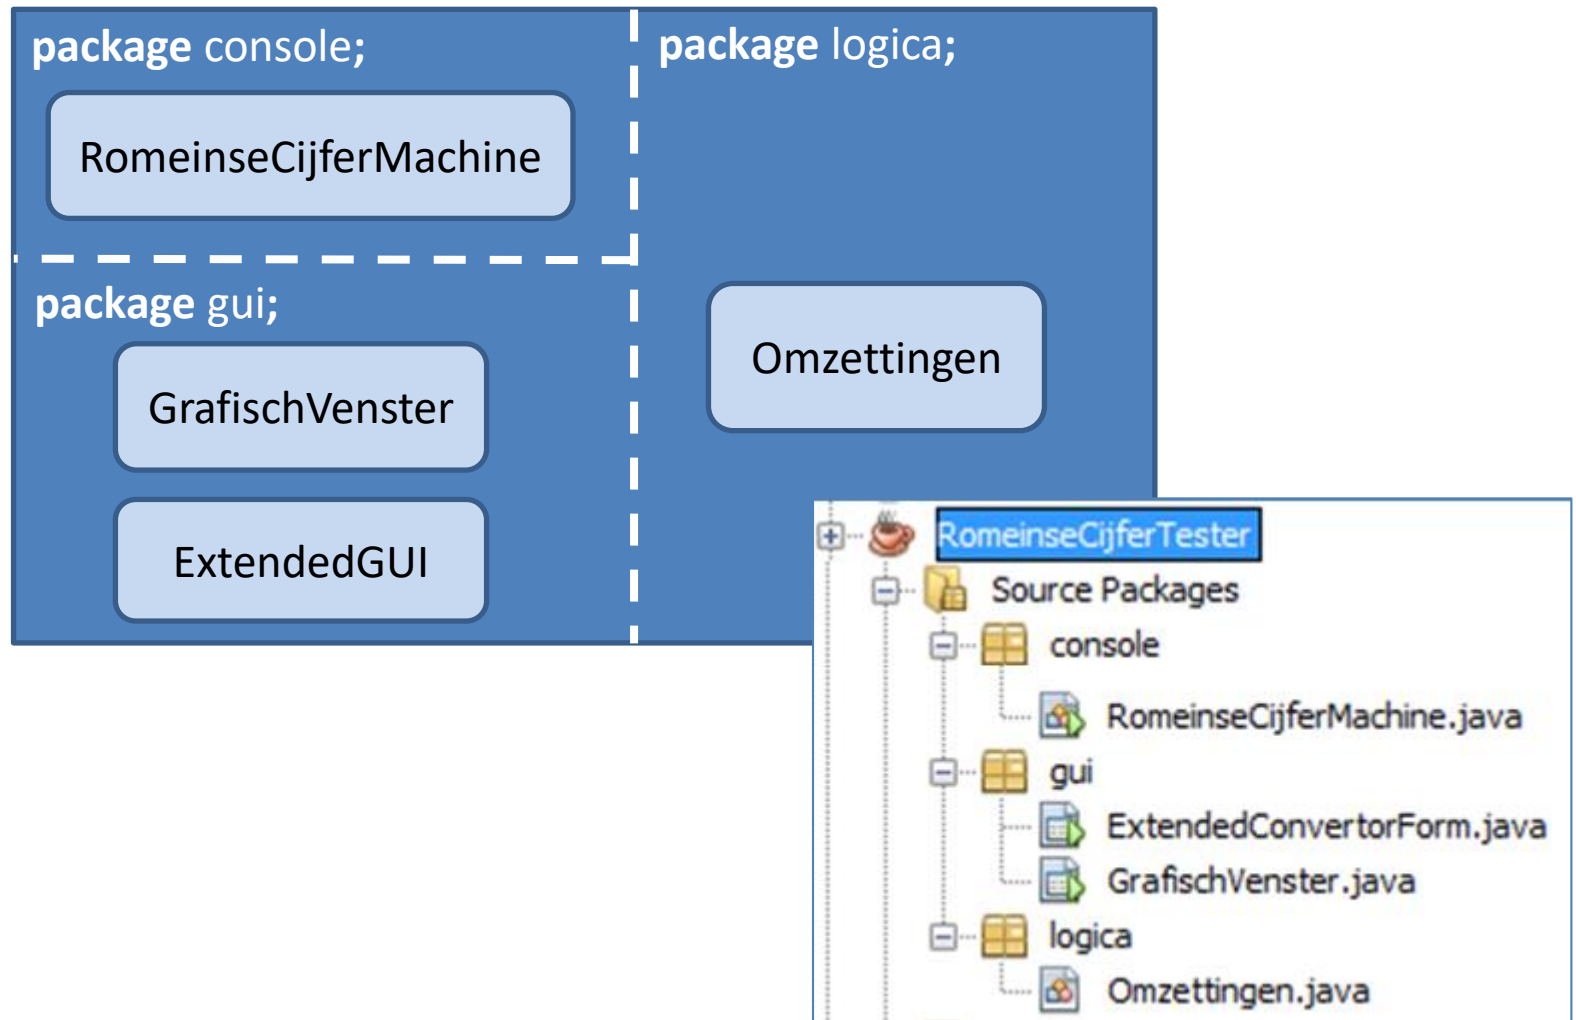 package console;
RomeinseCijferMachine
package gui;
GrafischVenster
ExtendedGUI
package logica;
Omzettingen
RomeinseCijferTester
Source Packages
console
RomeinseCijferMachine.java
gui
ExtendedConvertorForm.java
GrafischVenster.java
logica
Omzettingen.java